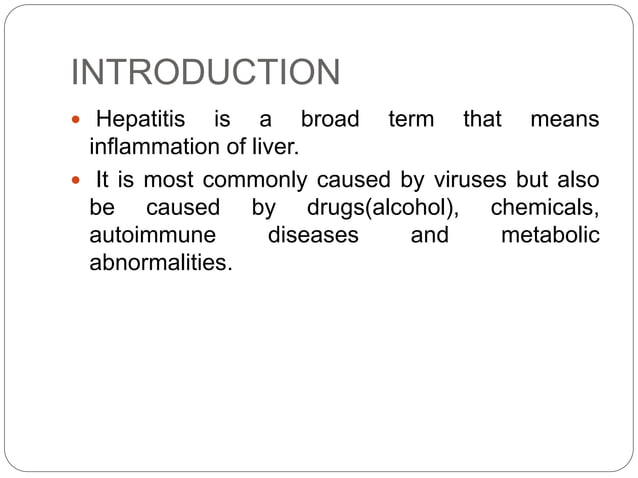 INTRODUCTION
• Hepatitis is a broad term that means
inflammation of liver.
• It is most commonly caused by viruses but also
be caused by drugs(alcohol), chemicals,
autoimmune diseases and metabolic
abnormalities.